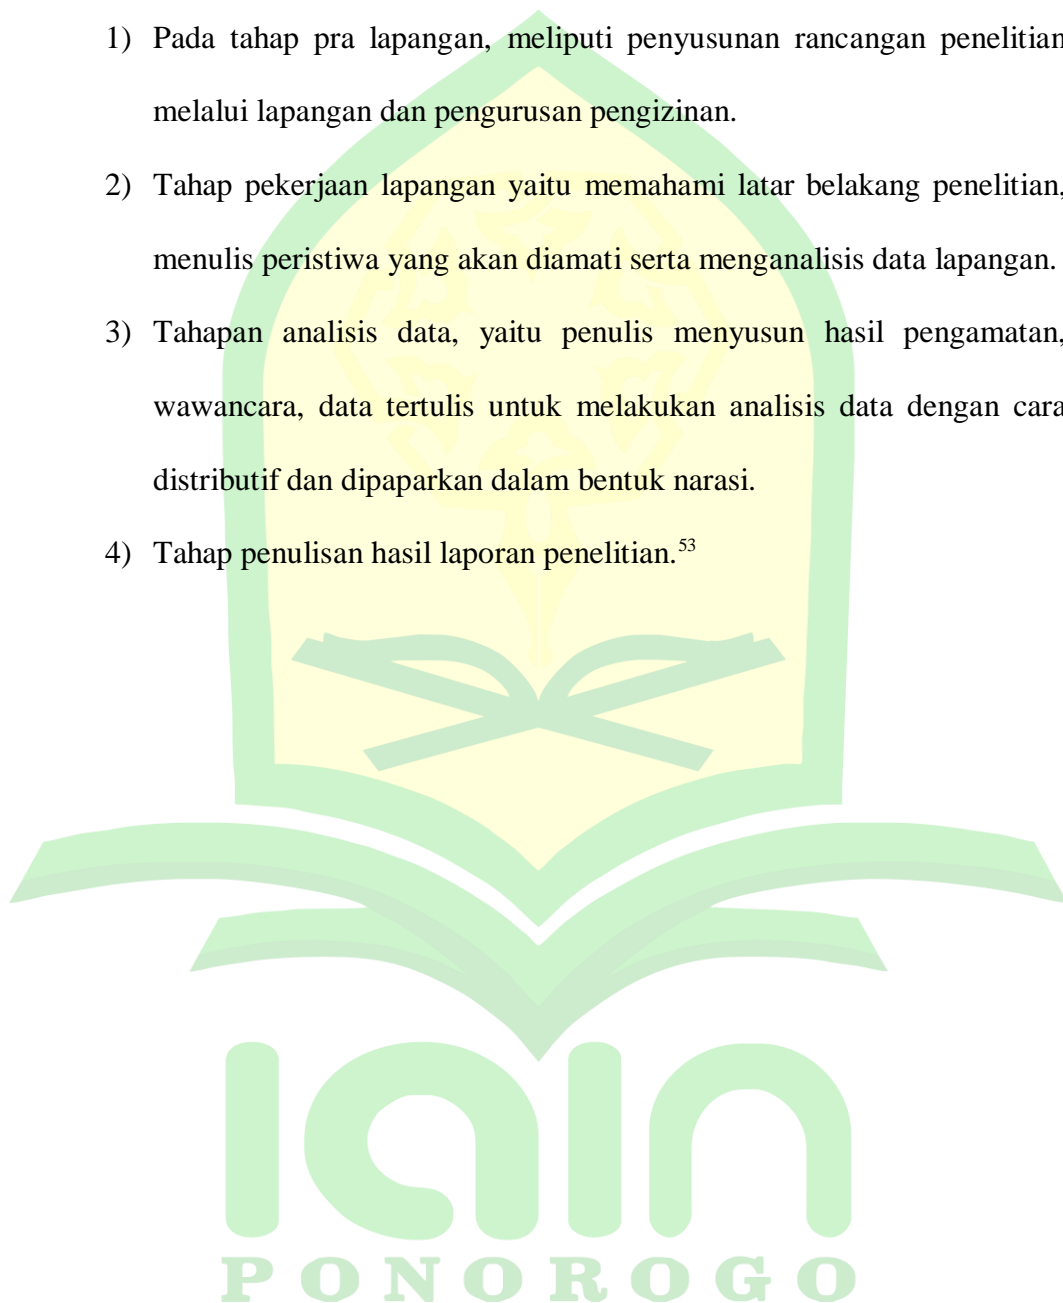 1) Pada tahap pra lapangan, meliputi penyusunan rancangan penelitian
melalui lapangan dan pengurusan pengizinan.
2) Tahap pekerjaan lapangan yaitu memahami latar belakang penelitian,
menulis peristiwa yang akan diamati serta menganalisis data lapangan.
3) Tahapan analisis data, yaitu penulis menyusun hasil pengamatan,
wawancara, data tertulis untuk melakukan analisis data dengan cara
distributif dan dipaparkan dalam bentuk narasi.
4) Tahap penulisan hasil laporan penelitian.53
IAIN
PONOROGO